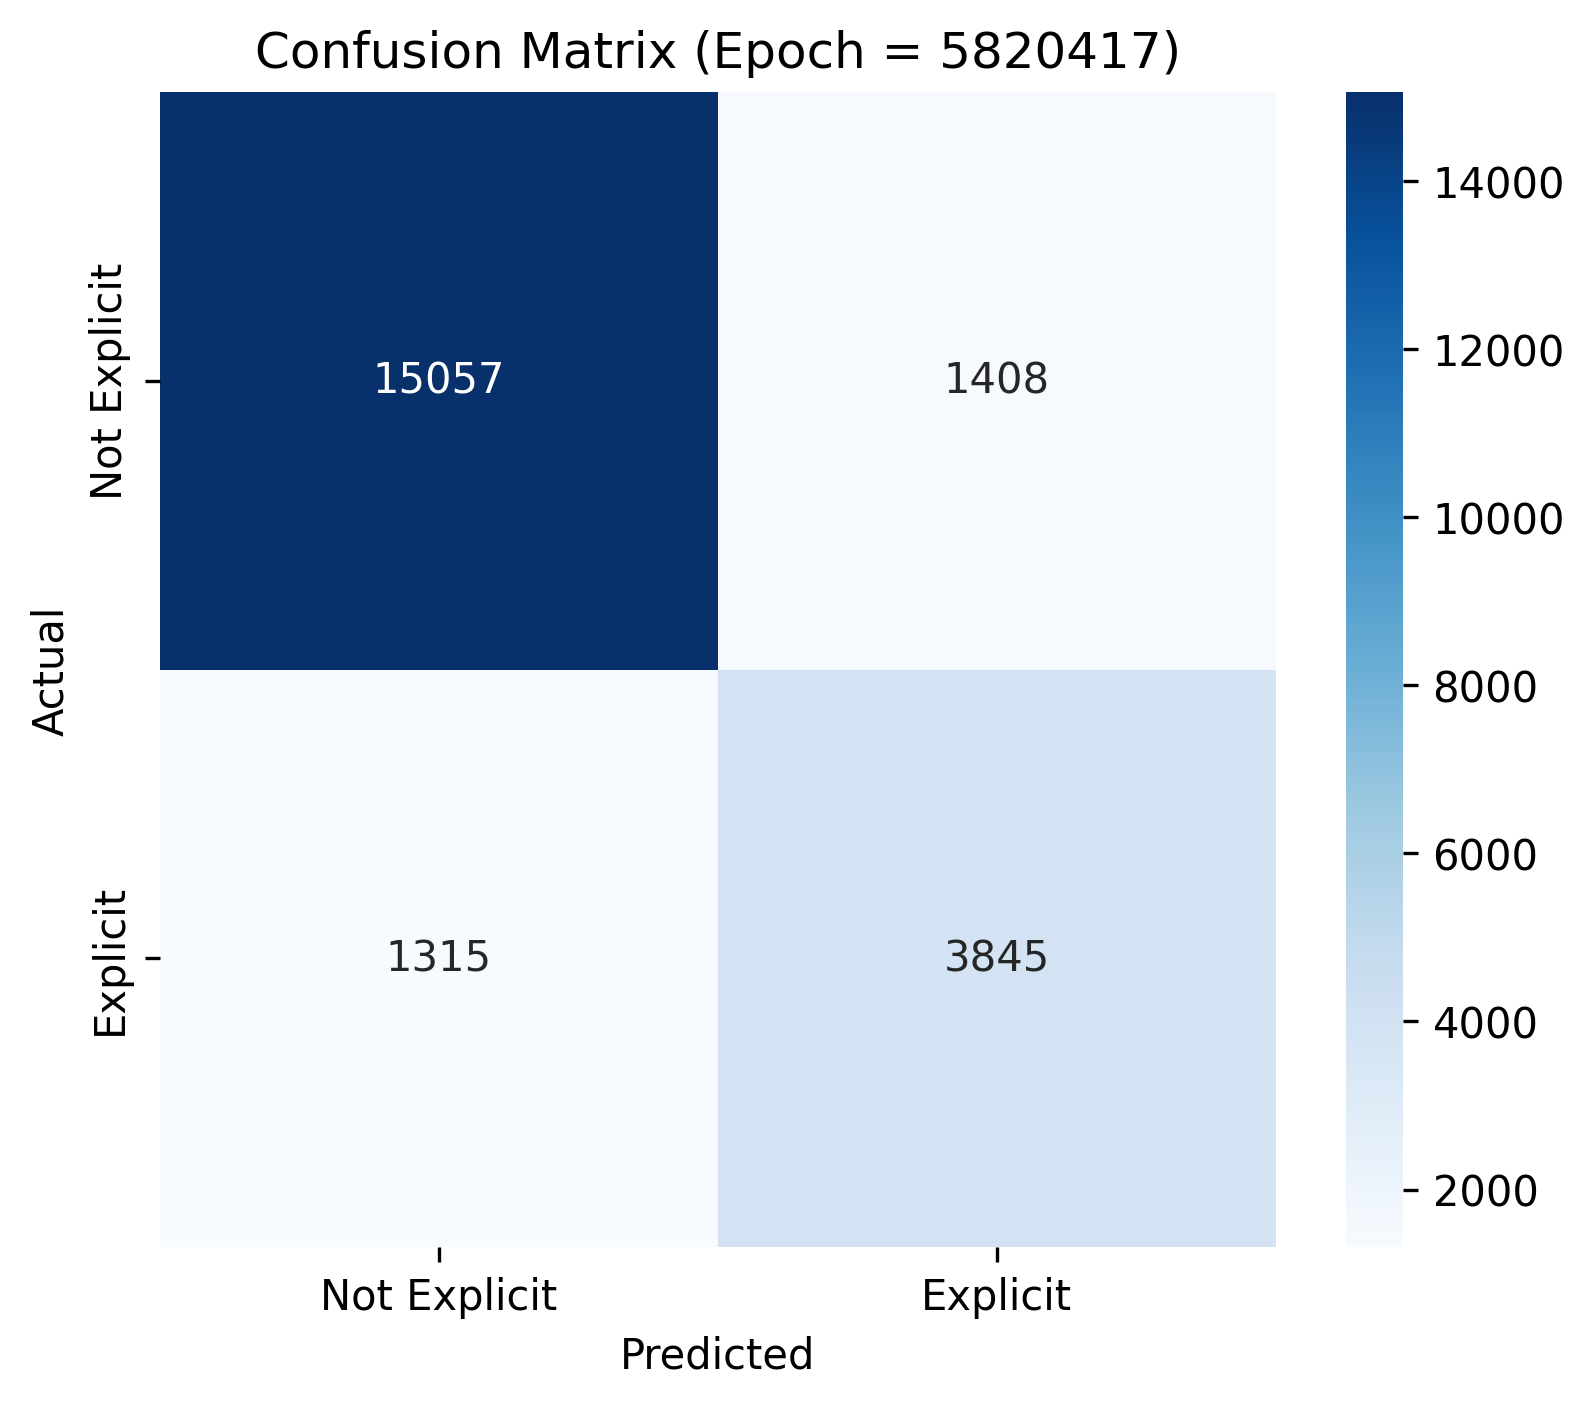 Confusion Matrix (Epoch = 5820417)
Actual
Not Explicit
Explicit
15057
1408
1315
3845
Not Explicit
Explicit
Predicted
14000
12000
10000
8000
6000
4000
2000